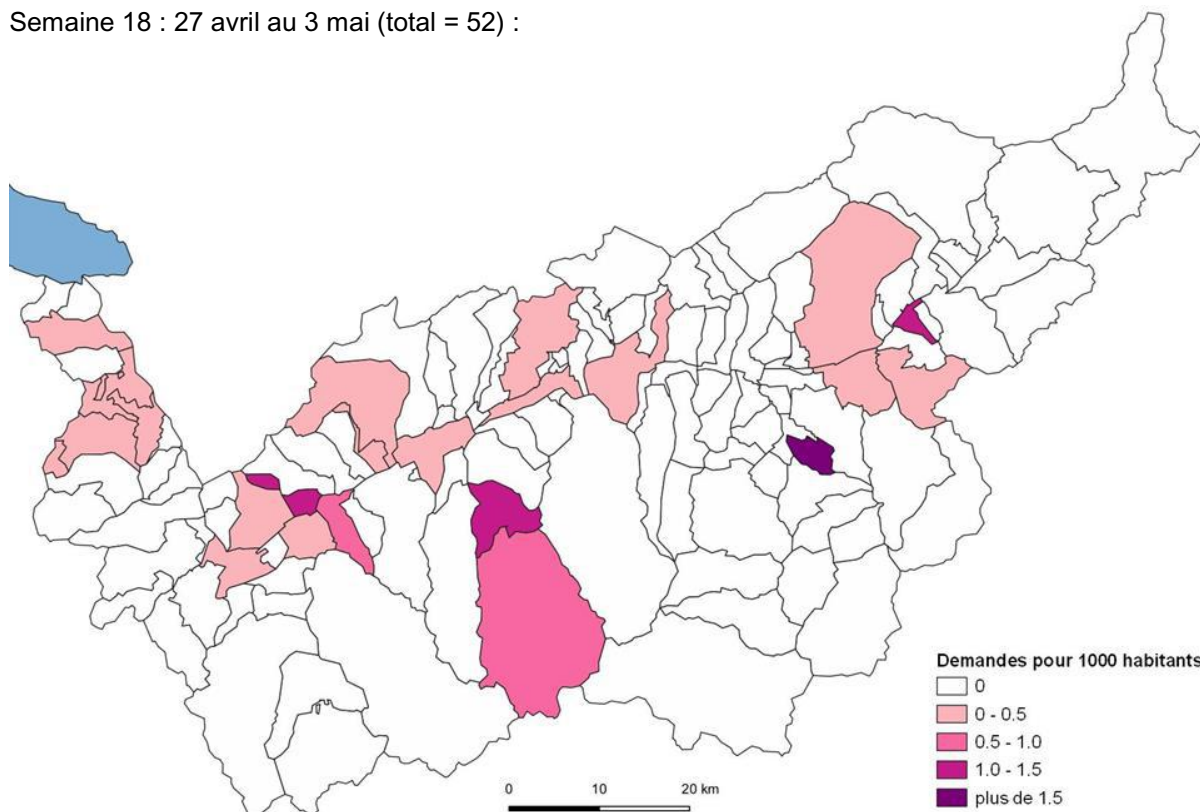 Semaine 18 : 27 avril au 3 mai (total = 52) :
Demandes pour 1000 habitants
0
0 - 0.5
0.5 - 1.0
1.0 - 1.5
plus de 1.5
0 10 20 km